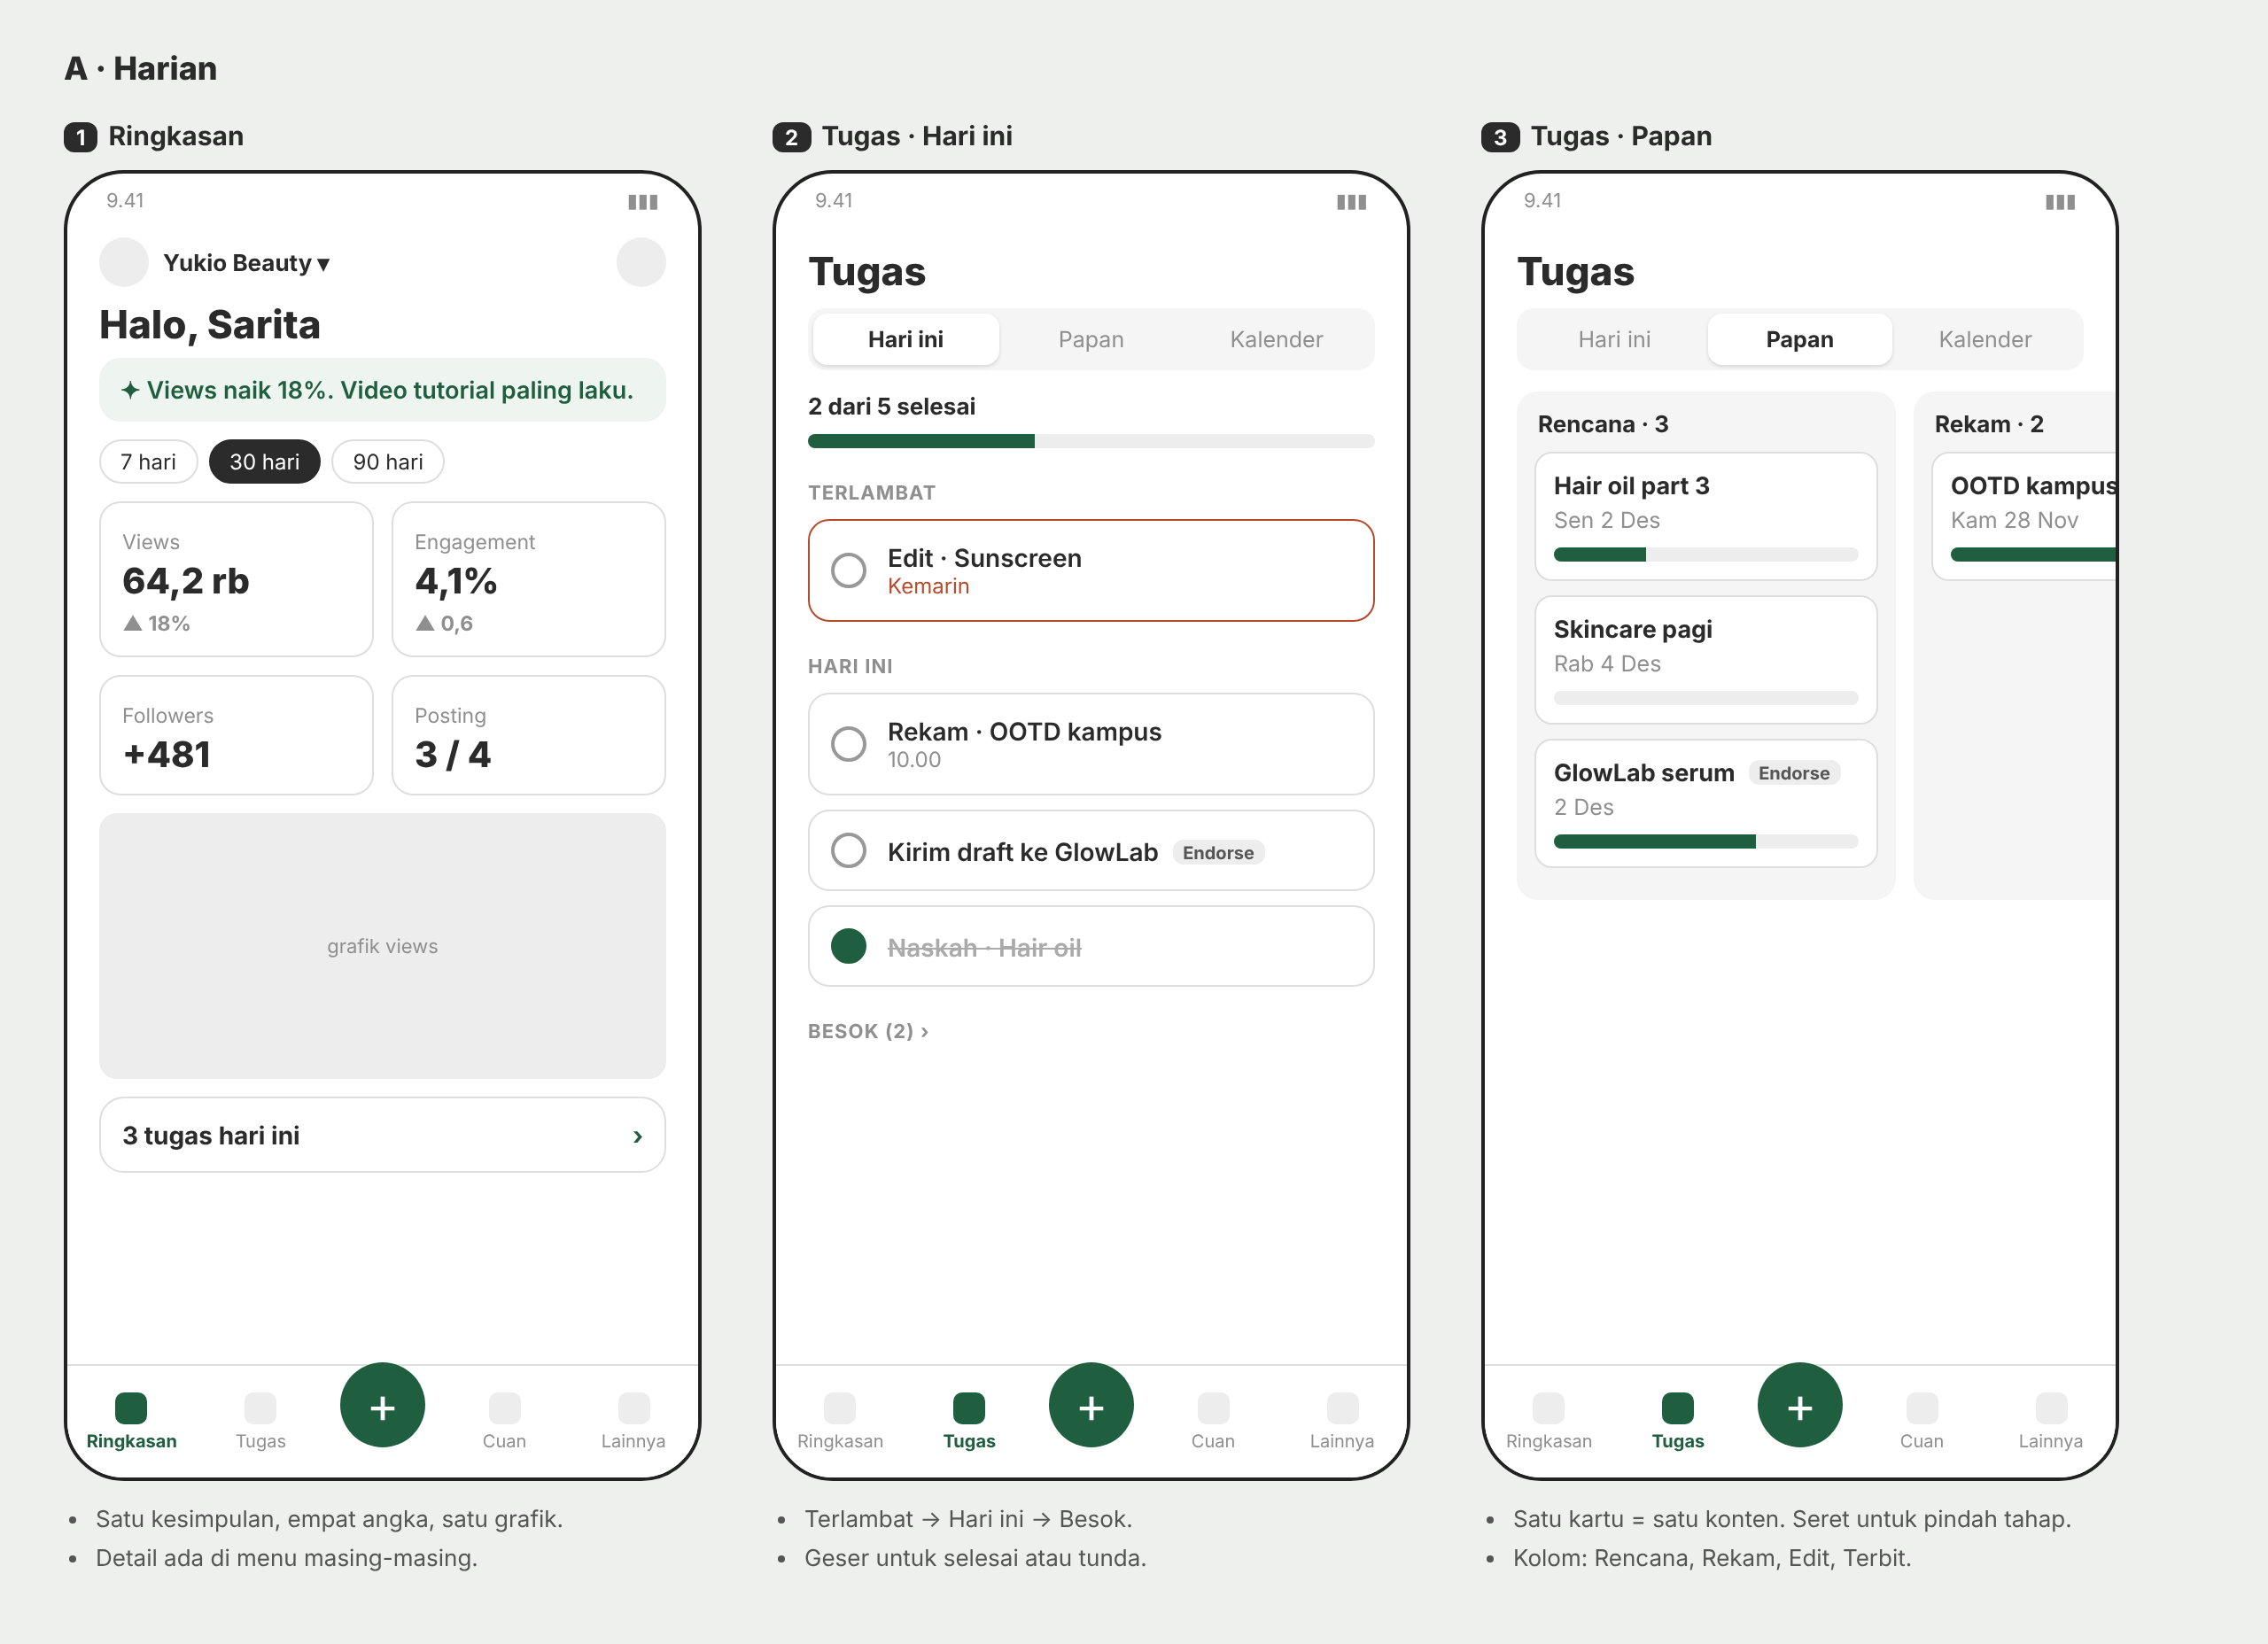 A · Harian
1 Ringkasan
9.41
Yukio Beauty ▾
Halo, Sarita
✦ Views naik 18%. Video tutorial paling laku.
7 hari
30 hari
90 hari
Views
64,2 rb
▲ 18%
Engagement
4,1%
▲ 0,6
Followers
+481
Posting
3 / 4
grafik views
3 tugas hari ini ›
Ringkasan
Tugas
+
Cuan
Lainnya
• Satu kesimpulan, empat angka, satu grafik.
• Detail ada di menu masing-masing.
2 Tugas · Hari ini
9.41
Tugas
Hari ini
Papan
Kalender
2 dari 5 selesai
TERLAMBAT
Edit · Sunscreen
Kemarin
HARI INI
Rekam · OOTD kampus
10.00
Kirim draft ke GlowLab Endorse
Naskah · Hair oil
BESOK (2) ›
Ringkasan
Tugas
+
Cuan
Lainnya
• Terlambat → Hari ini → Besok.
• Geser untuk selesai atau tunda.
3 Tugas · Papan
9.41
Tugas
Hari ini
Papan
Kalender
Rencana · 3
Hair oil part 3
Sen 2 Des
Skincare pagi
Rab 4 Des
GlowLab serum Endorse
2 Des
Rekam · 2
OOTD kampus
Kam 28 Nov
Ringkasan
Tugas
+
Cuan
Lainnya
• Satu kartu = satu konten. Seret untuk pindah tahap.
• Kolom: Rencana, Rekam, Edit, Terbit.